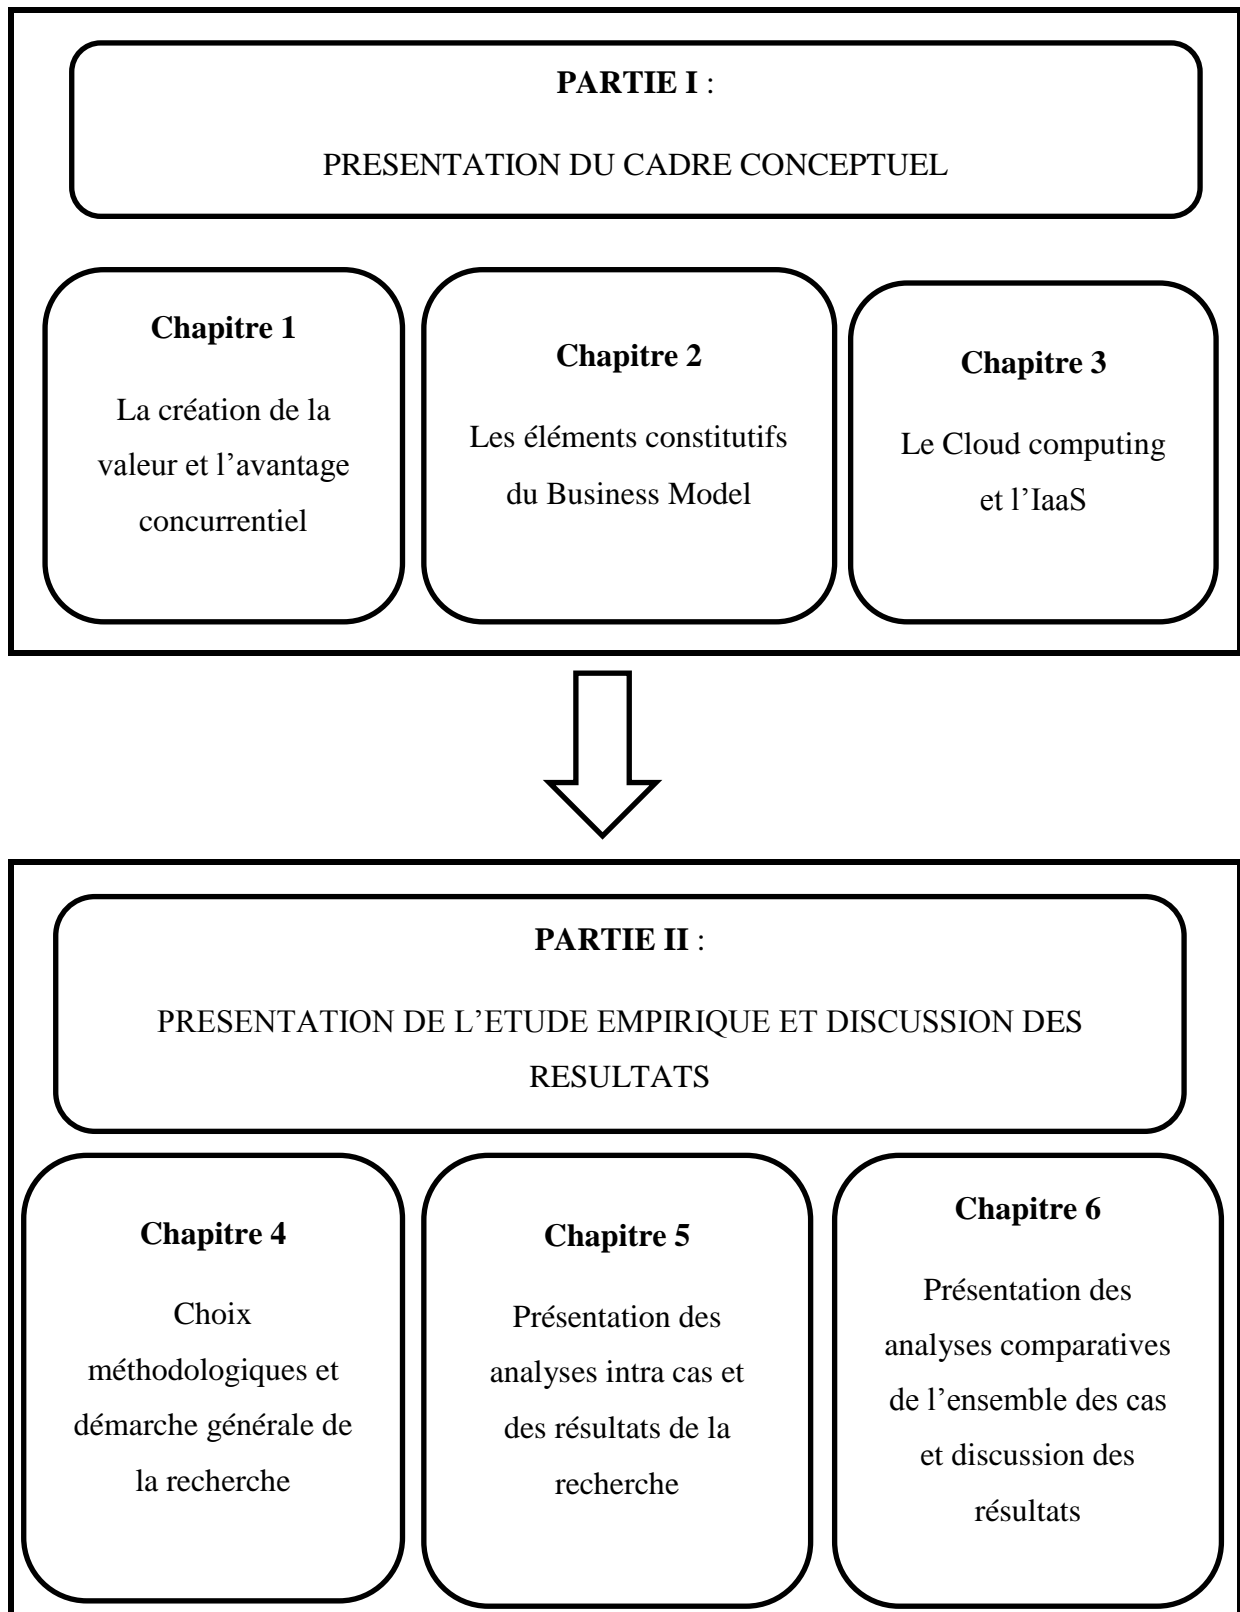 PARTIE I :
PRESENTATION DU CADRE CONCEPTUEL
Chapitre 1
La création de la
valeur et l’avantage
concurrentiel
Chapitre 2
Les éléments constitutifs
du Business Model
Chapitre 3
Le Cloud computing
et l’IaaS
PARTIE II :
PRESENTATION DE L’ETUDE EMPIRIQUE ET DISCUSSION DES
RESULTATS
Chapitre 4
Choix
méthodologiques et
démarche générale de
la recherche
Chapitre 5
Présentation des
analyses intra cas et
des résultats de la
recherche
Chapitre 6
Présentation des
analyses comparatives
de l’ensemble des cas
et discussion des
résultats